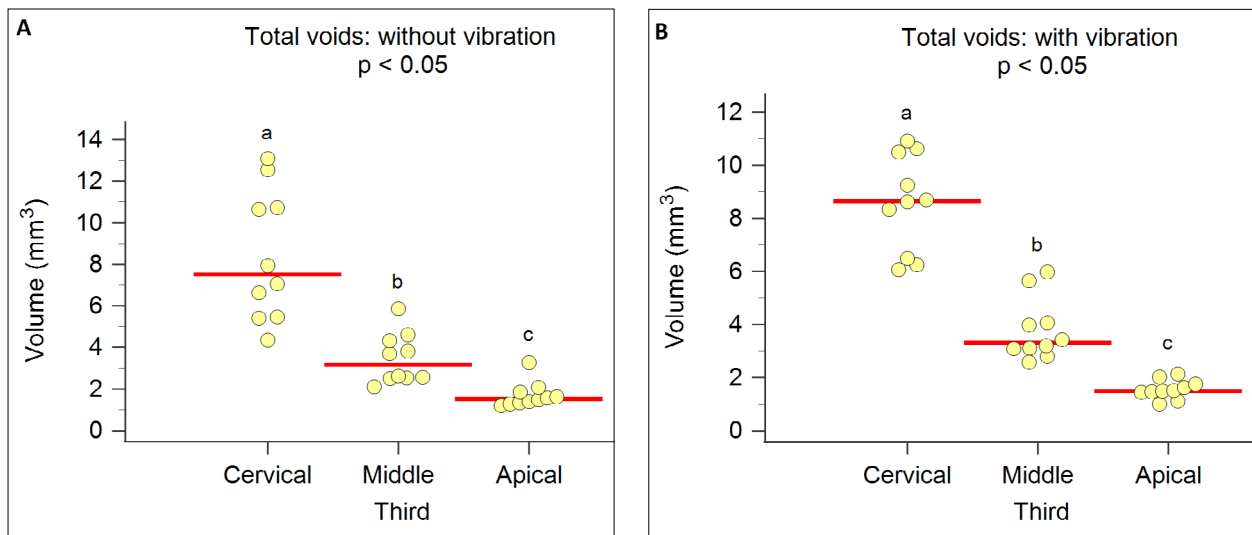 A
Total voids: without vibration
p < 0.05
Volume (mm³)
14
12
10
8
6
4
2
0
a
b
c
Cervical Middle Apical
Third
B
Total voids: with vibration
p < 0.05
Volume (mm³)
12
10
8
6
4
2
0
a
b
c
Cervical Middle Apical
Third